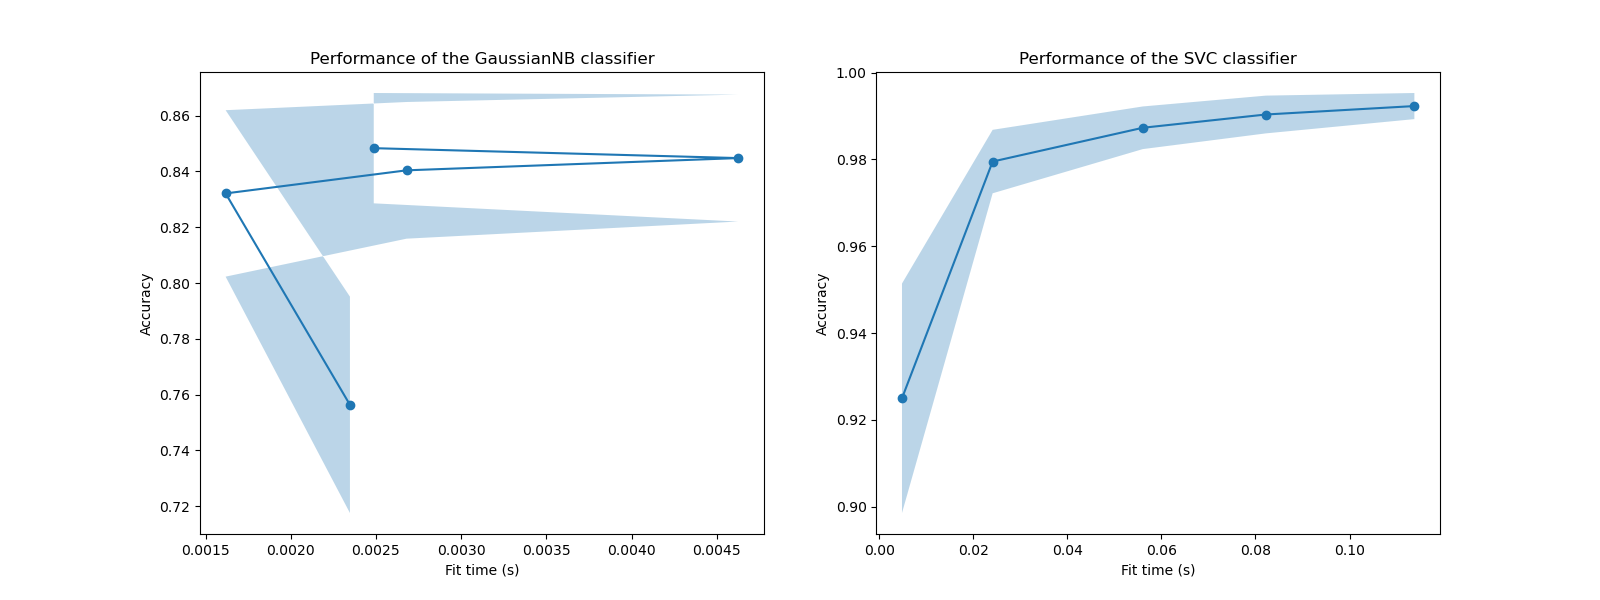 Performance of the GaussianNB classifier
0.86
0.84
0.82
0.80
0.78
0.76
0.74
0.72
Accuracy
0.0015 0.0020 0.0025 0.0030 0.0035 0.0040 0.0045
Fit time (s)
Performance of the SVC classifier
1.00
0.98
0.96
0.94
0.92
0.90
Accuracy
0.00 0.02 0.04 0.06 0.08 0.10
Fit time (s)